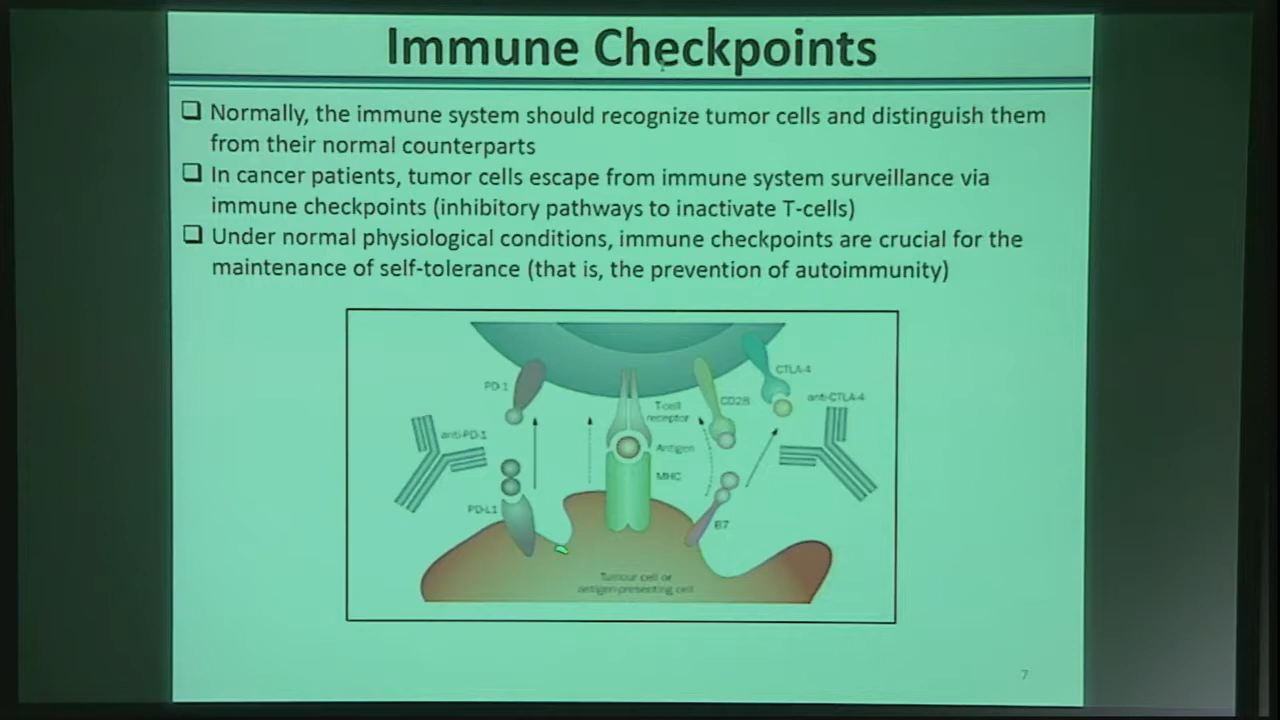 Immune Checkpoints
❑ Normally, the immune system should recognize tumor cells and distinguish them
from their normal counterparts
❑ In cancer patients, tumor cells escape from immune system surveillance via
immune checkpoints (inhibitory pathways to inactivate T-cells)
❑ Under normal physiological conditions, immune checkpoints are crucial for the
maintenance of self-tolerance (that is, the prevention of autoimmunity)
PD-1
CTLA-4
CD28
anti-CTLA-4
T-cell
receptor
anti-PD-1
Antigen
MHC
PD-L1
B7
Tumour cell or
antigen-presenting cell
7